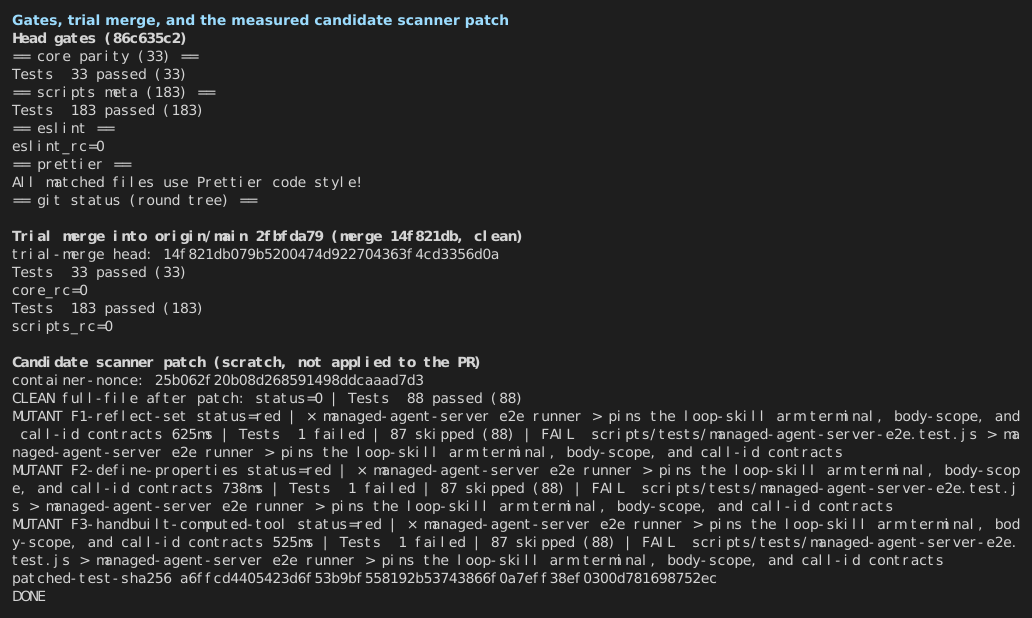 Gates, trial merge, and the measured candidate scanner patch
Head gates (86c635c2)
== core parity (33) ==
Tests  33 passed (33)
== scripts meta (183) ==
Tests  183 passed (183)
== eslint ==
eslint_rc=0
== prettier ==
All matched files use Prettier code style!
== git status (round tree) ==
Trial merge into origin/main 2fbfda79 (merge 14f821db, clean)
trial-merge head: 14f821db079b5200474d922704363f4cd3356d0a
Tests  33 passed (33)
core_rc=0
Tests  183 passed (183)
scripts_rc=0
Candidate scanner patch (scratch, not applied to the PR)
container-nonce: 25b062f20b08d268591498ddcaaad7d3
CLEAN full-file after patch: status=0 | Tests  88 passed (88)
MUTANT F1-reflect-set status=red | × managed-agent-server e2e runner > pins the loop-skill arm terminal, body-scope, and
 call-id contracts 625ms | Tests  1 failed | 87 skipped (88) | FAIL  scripts/tests/managed-agent-server-e2e.test.js > ma
naged-agent-server e2e runner > pins the loop-skill arm terminal, body-scope, and call-id contracts
MUTANT F2-define-properties status=red | × managed-agent-server e2e runner > pins the loop-skill arm terminal, body-scop
e, and call-id contracts 738ms | Tests  1 failed | 87 skipped (88) | FAIL  scripts/tests/managed-agent-server-e2e.test.j
s > managed-agent-server e2e runner > pins the loop-skill arm terminal, body-scope, and call-id contracts
MUTANT F3-handbuilt-computed-tool status=red | × managed-agent-server e2e runner > pins the loop-skill arm terminal, bod
y-scope, and call-id contracts 525ms | Tests  1 failed | 87 skipped (88) | FAIL  scripts/tests/managed-agent-server-e2e.
test.js > managed-agent-server e2e runner > pins the loop-skill arm terminal, body-scope, and call-id contracts
patched-test-sha256 a6ffcd4405423d6f53b9bf558192b53743866f0a7eff38ef0300d781698752ec
DONE